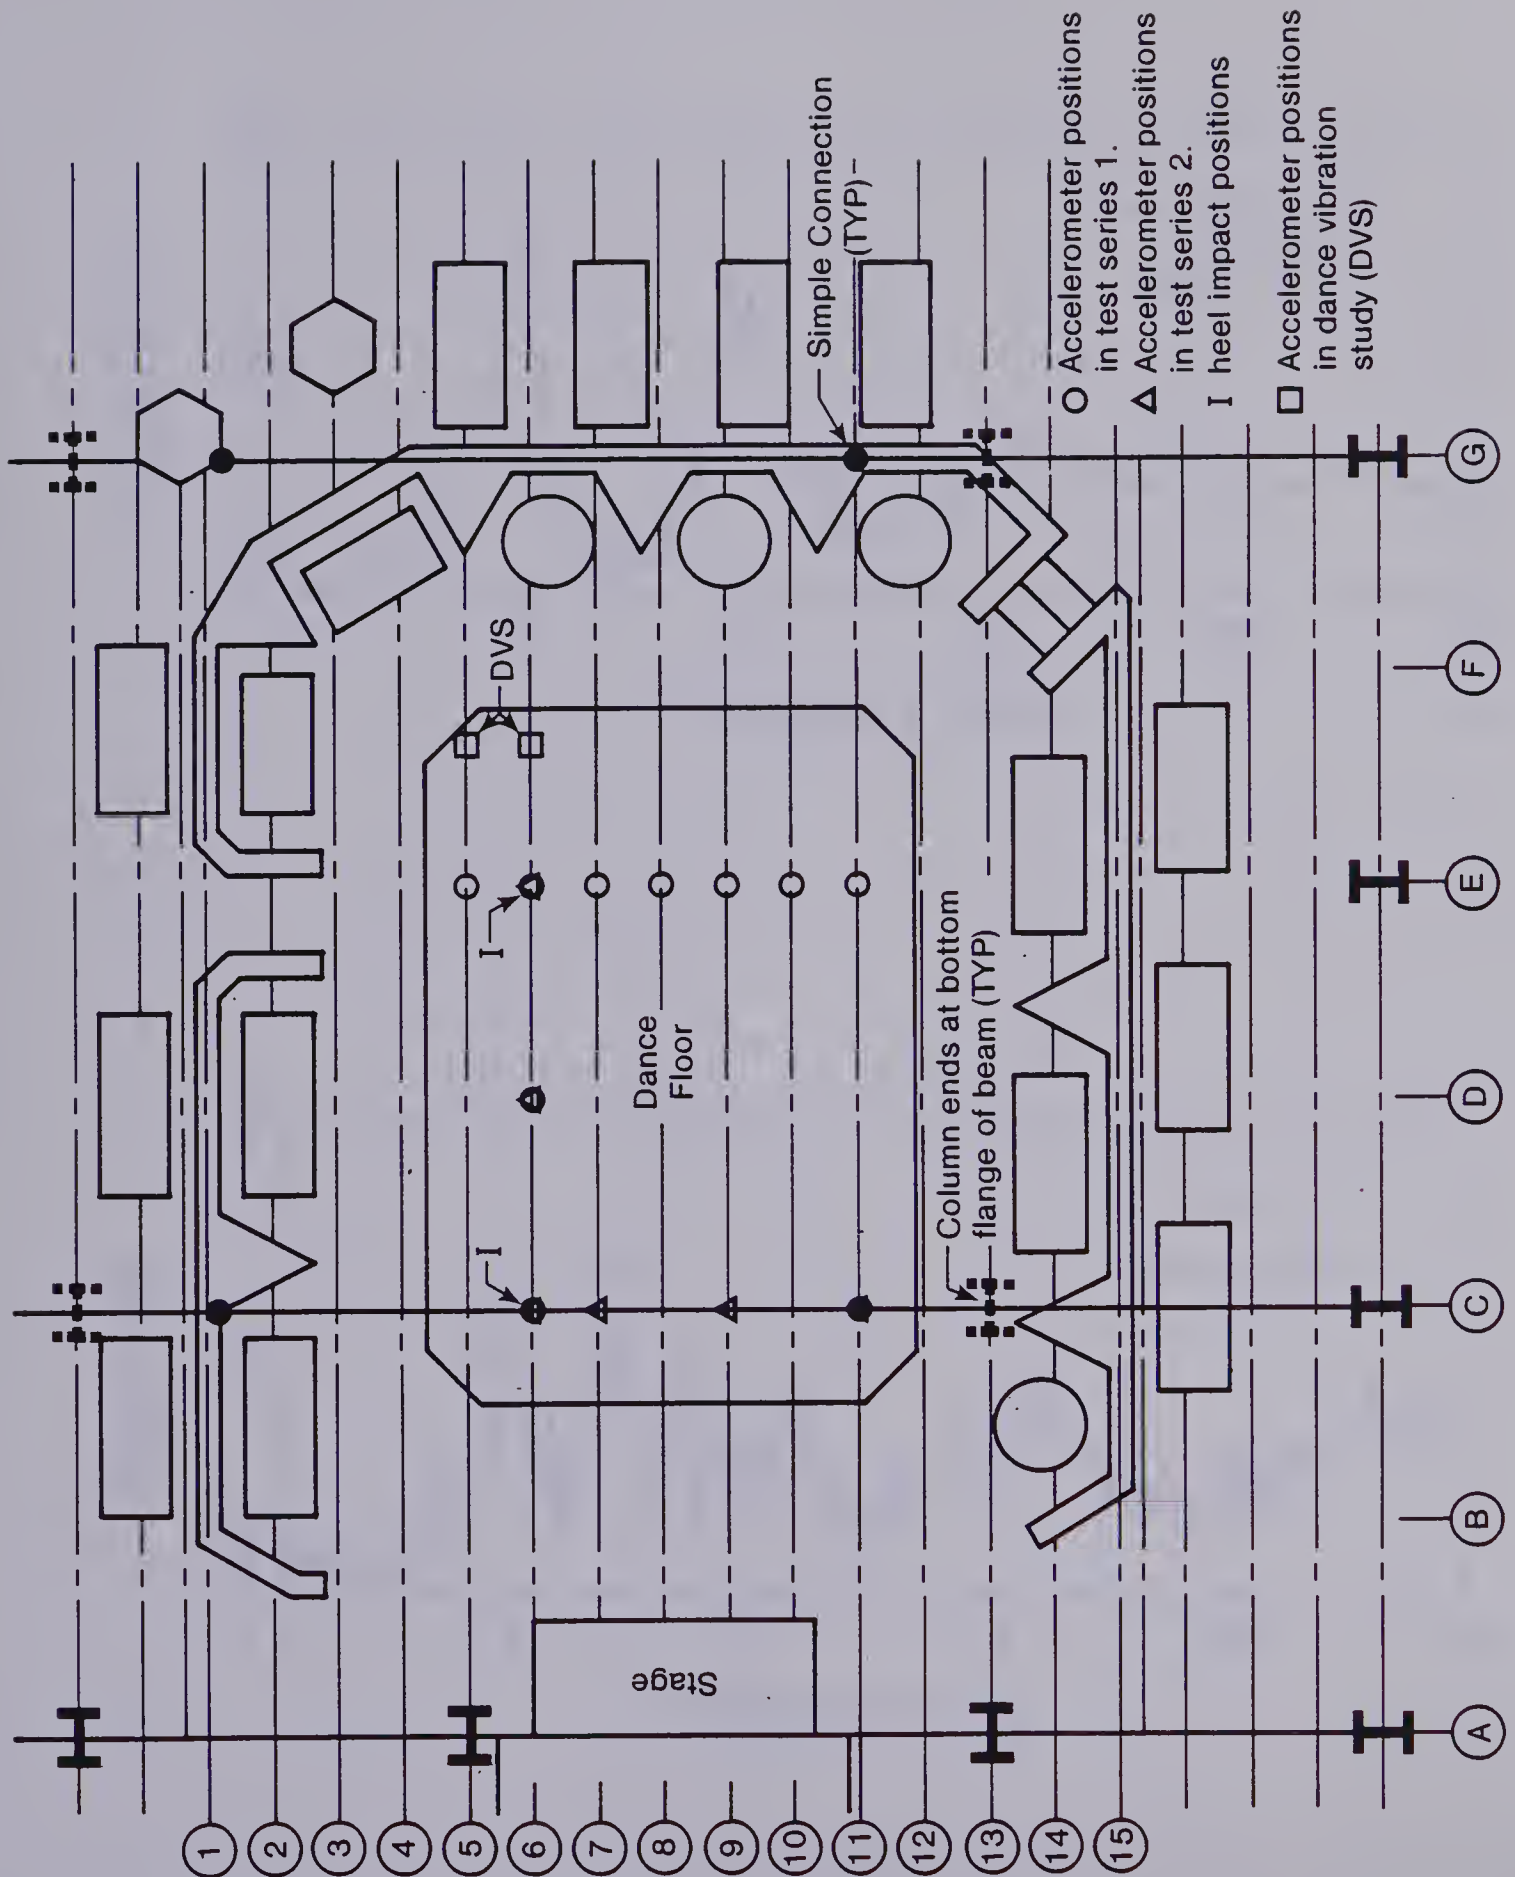 Simple Connection
(TYP)
DVS
I
I
Dance
Floor
Column ends at bottom
flange of beam (TYP)
Stage
Accelerometer positions
in test series 1.
Accelerometer positions
in test series 2.
I heel impact positions
Accelerometer positions
in dance vibration
study (DVS)
1
2
3
4
5
6
7
8
9
10
11
12
13
14
15
A
B
C
D
E
F
G